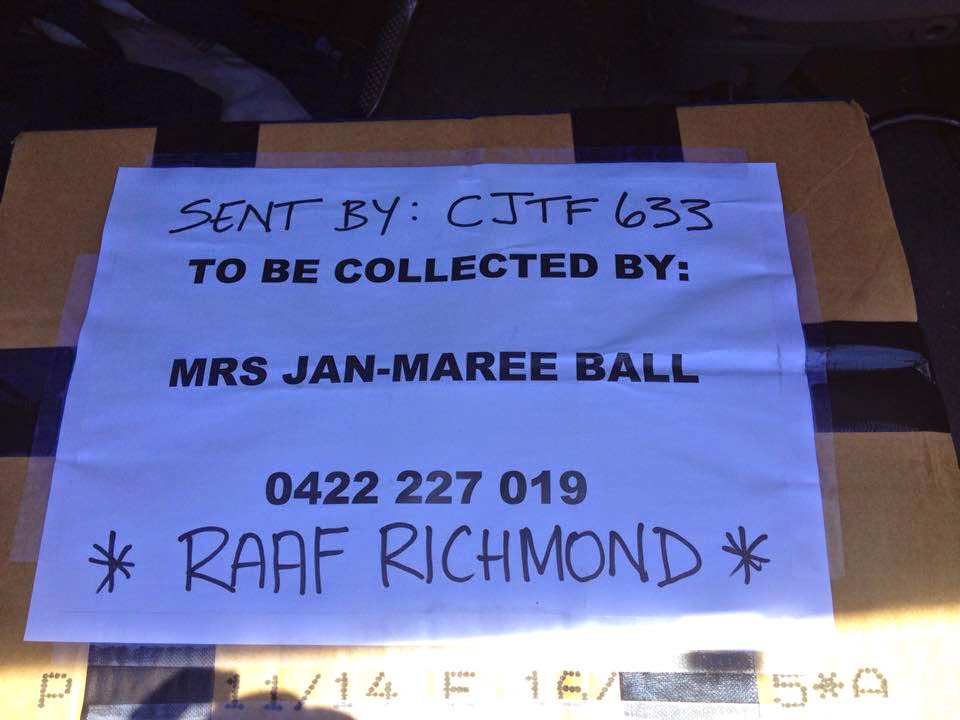 SENT BY: CJTF 633
TO BE COLLECTED BY:
MRS JAN-MAREE BALL
0422 227 019
* RAAF RICHMOND *
P 11/14 E 16/ 5*A